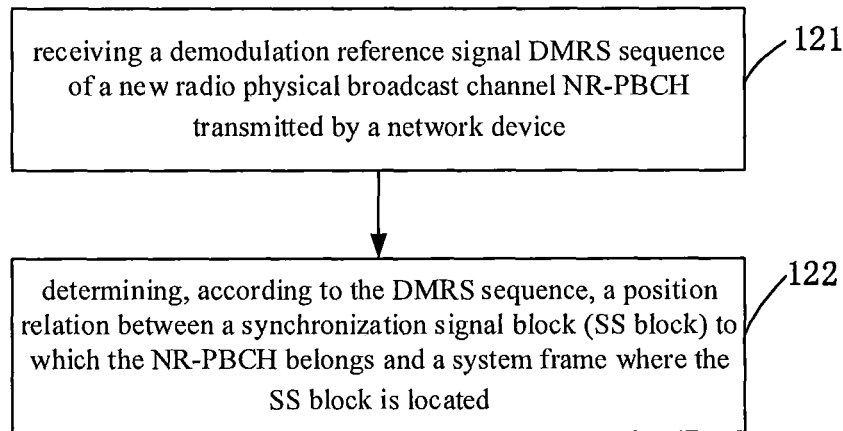 receiving a demodulation reference signal DMRS sequence
of a new radio physical broadcast channel NR-PBCH
transmitted by a network device
121
determining, according to the DMRS sequence, a position
relation between a synchronization signal block (SS block) to
which the NR-PBCH belongs and a system frame where the
SS block is located
122